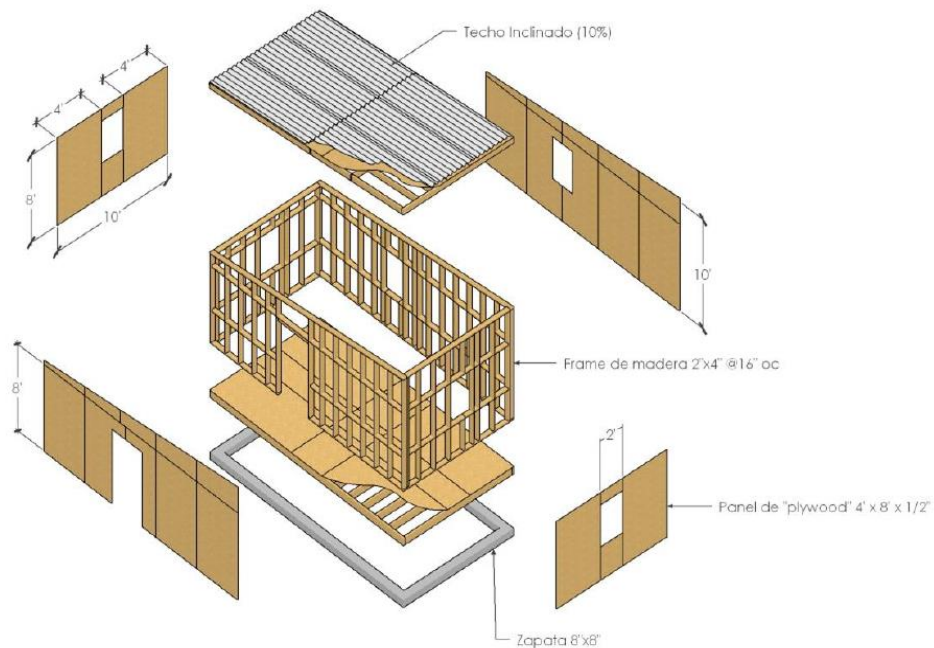 Techo Inclinado (10%)
4'
4'
8'
10'
10'
Frame de madera 2"x4" @16" oc
8'
2'
Panel de "plywood" 4' x 8' x 1/2"
Zapata 8"x8"